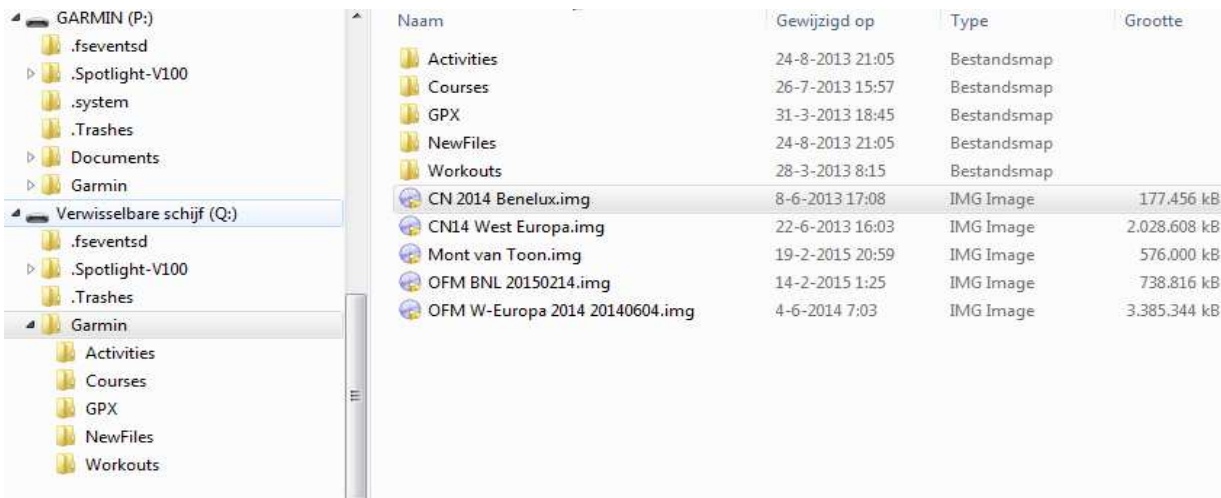 GARMIN (P:)
.fseventsd
.Spotlight-V100
.system
.Trashes
Documents
Garmin
Verwisselbare schijf (Q:)
.fseventsd
.Spotlight-V100
.Trashes
Garmin
Activities
Courses
GPX
NewFiles
Workouts
Naam Gewijzigd op Type Grootte
Activities 24-8-2013 21:05 Bestandsmap
Courses 26-7-2013 15:57 Bestandsmap
GPX 31-3-2013 18:45 Bestandsmap
NewFiles 24-8-2013 21:05 Bestandsmap
Workouts 28-3-2013 8:15 Bestandsmap
CN 2014 Benelux.img 8-6-2013 17:08 IMG Image 177.456 kB
CN14 West Europa.img 22-6-2013 16:03 IMG Image 2.028.608 kB
Mont van Toon.img 19-2-2015 20:59 IMG Image 576.000 kB
OFM BNL 20150214.img 14-2-2015 1:25 IMG Image 738.816 kB
OFM W-Europa 2014 20140604.img 4-6-2014 7:03 IMG Image 3.385.344 kB